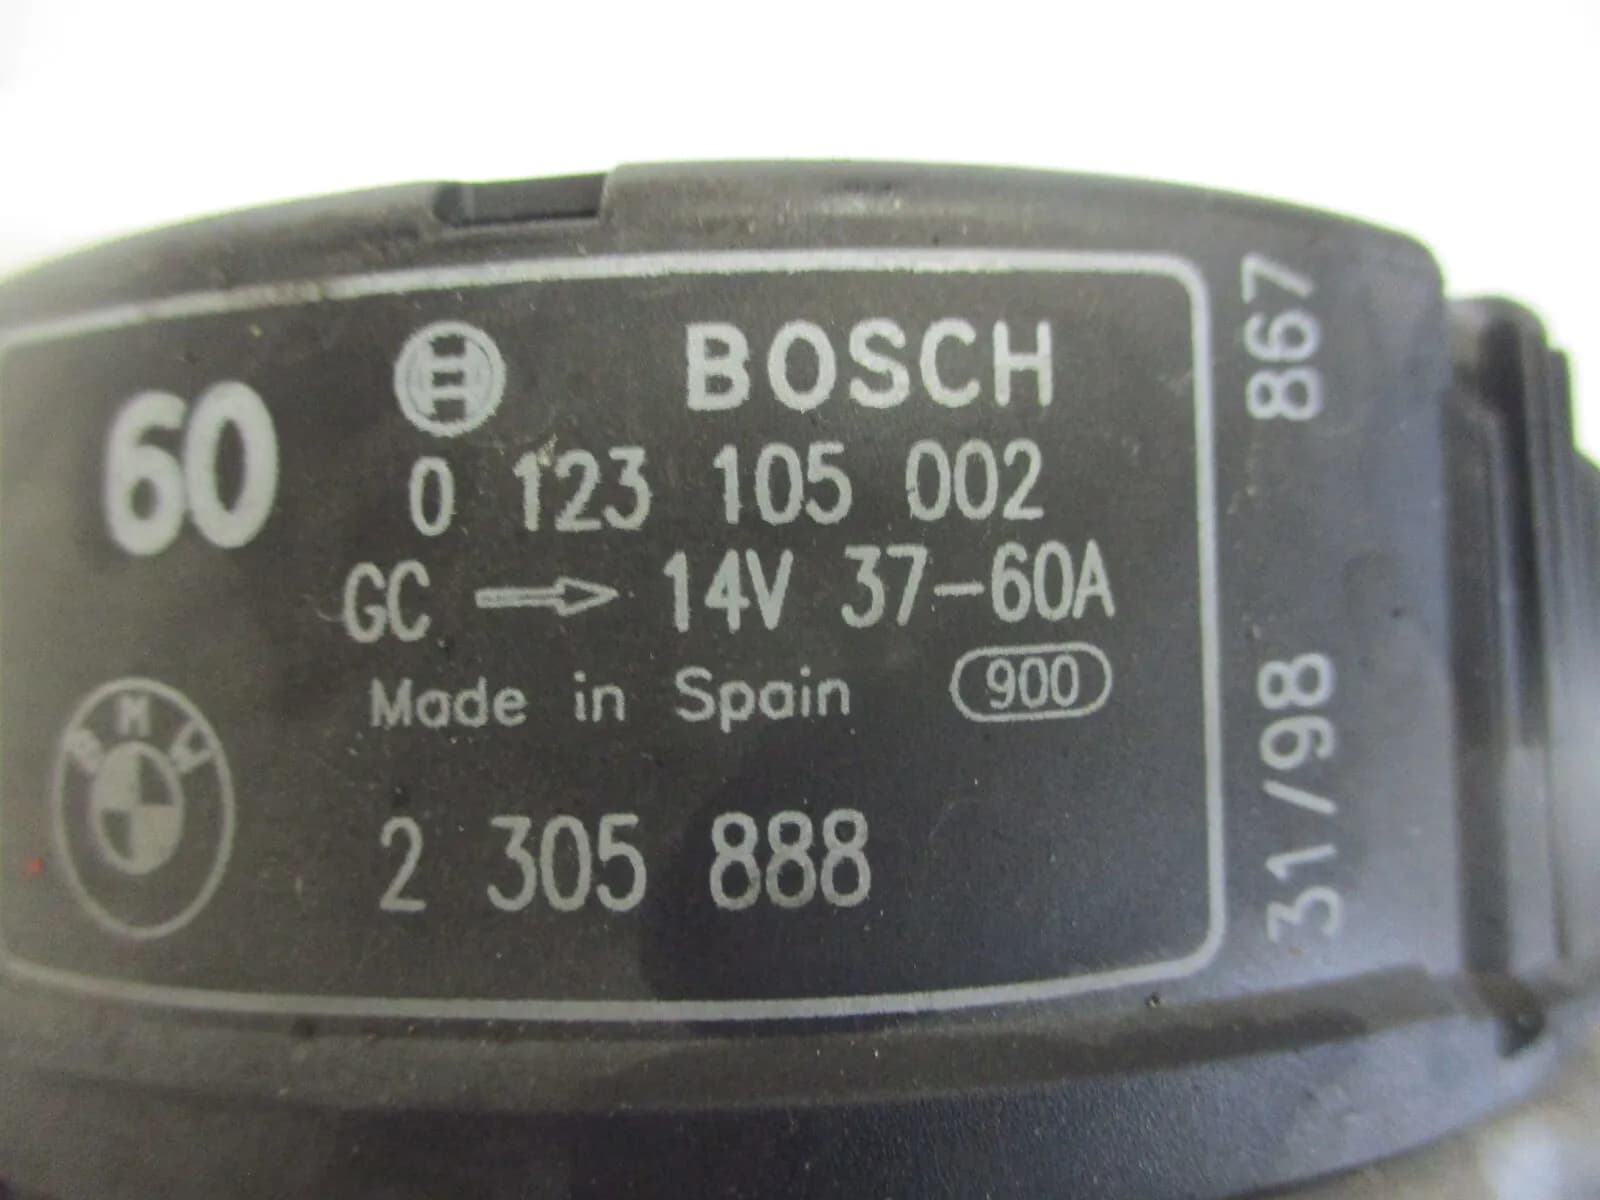 BOSCH
60
0 123 105 002
GC → 14V 37-60A
Made in Spain 900
BMW
2 305 888
867
31/98